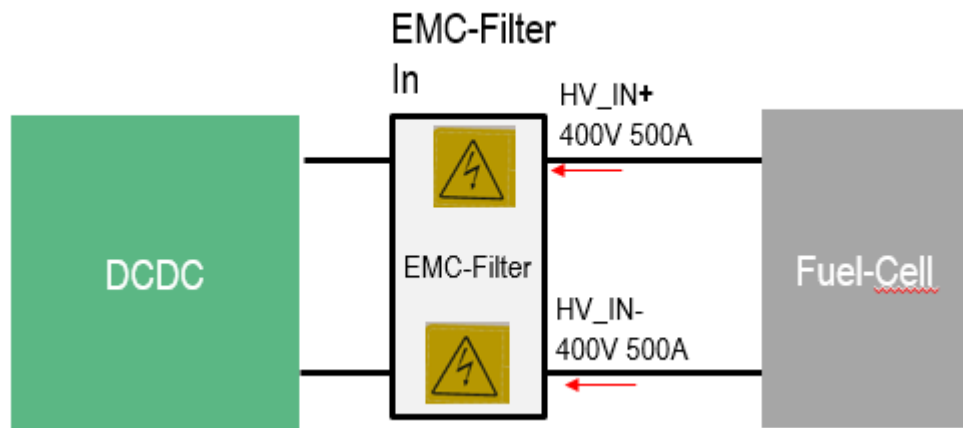 EMC-Filter
In
HV_IN+
400V 500A
DCDC
EMC-Filter
Fuel-Cell
HV_IN-
400V 500A